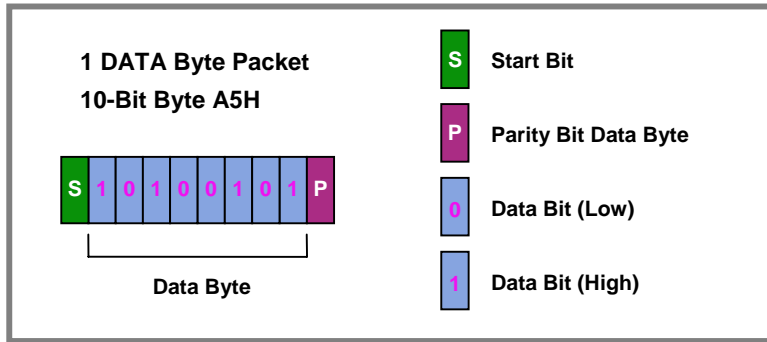 1 DATA Byte Packet
10-Bit Byte A5H
S 1 0 1 0 0 1 0 1 P
Data Byte
S Start Bit
P Parity Bit Data Byte
0 Data Bit (Low)
1 Data Bit (High)